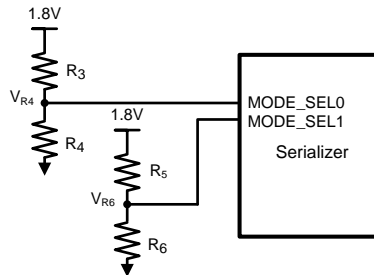 1.8V
R3
VR4
R4
1.8V
R5
VR6
R6
MODE_SEL0
MODE_SEL1
Serializer